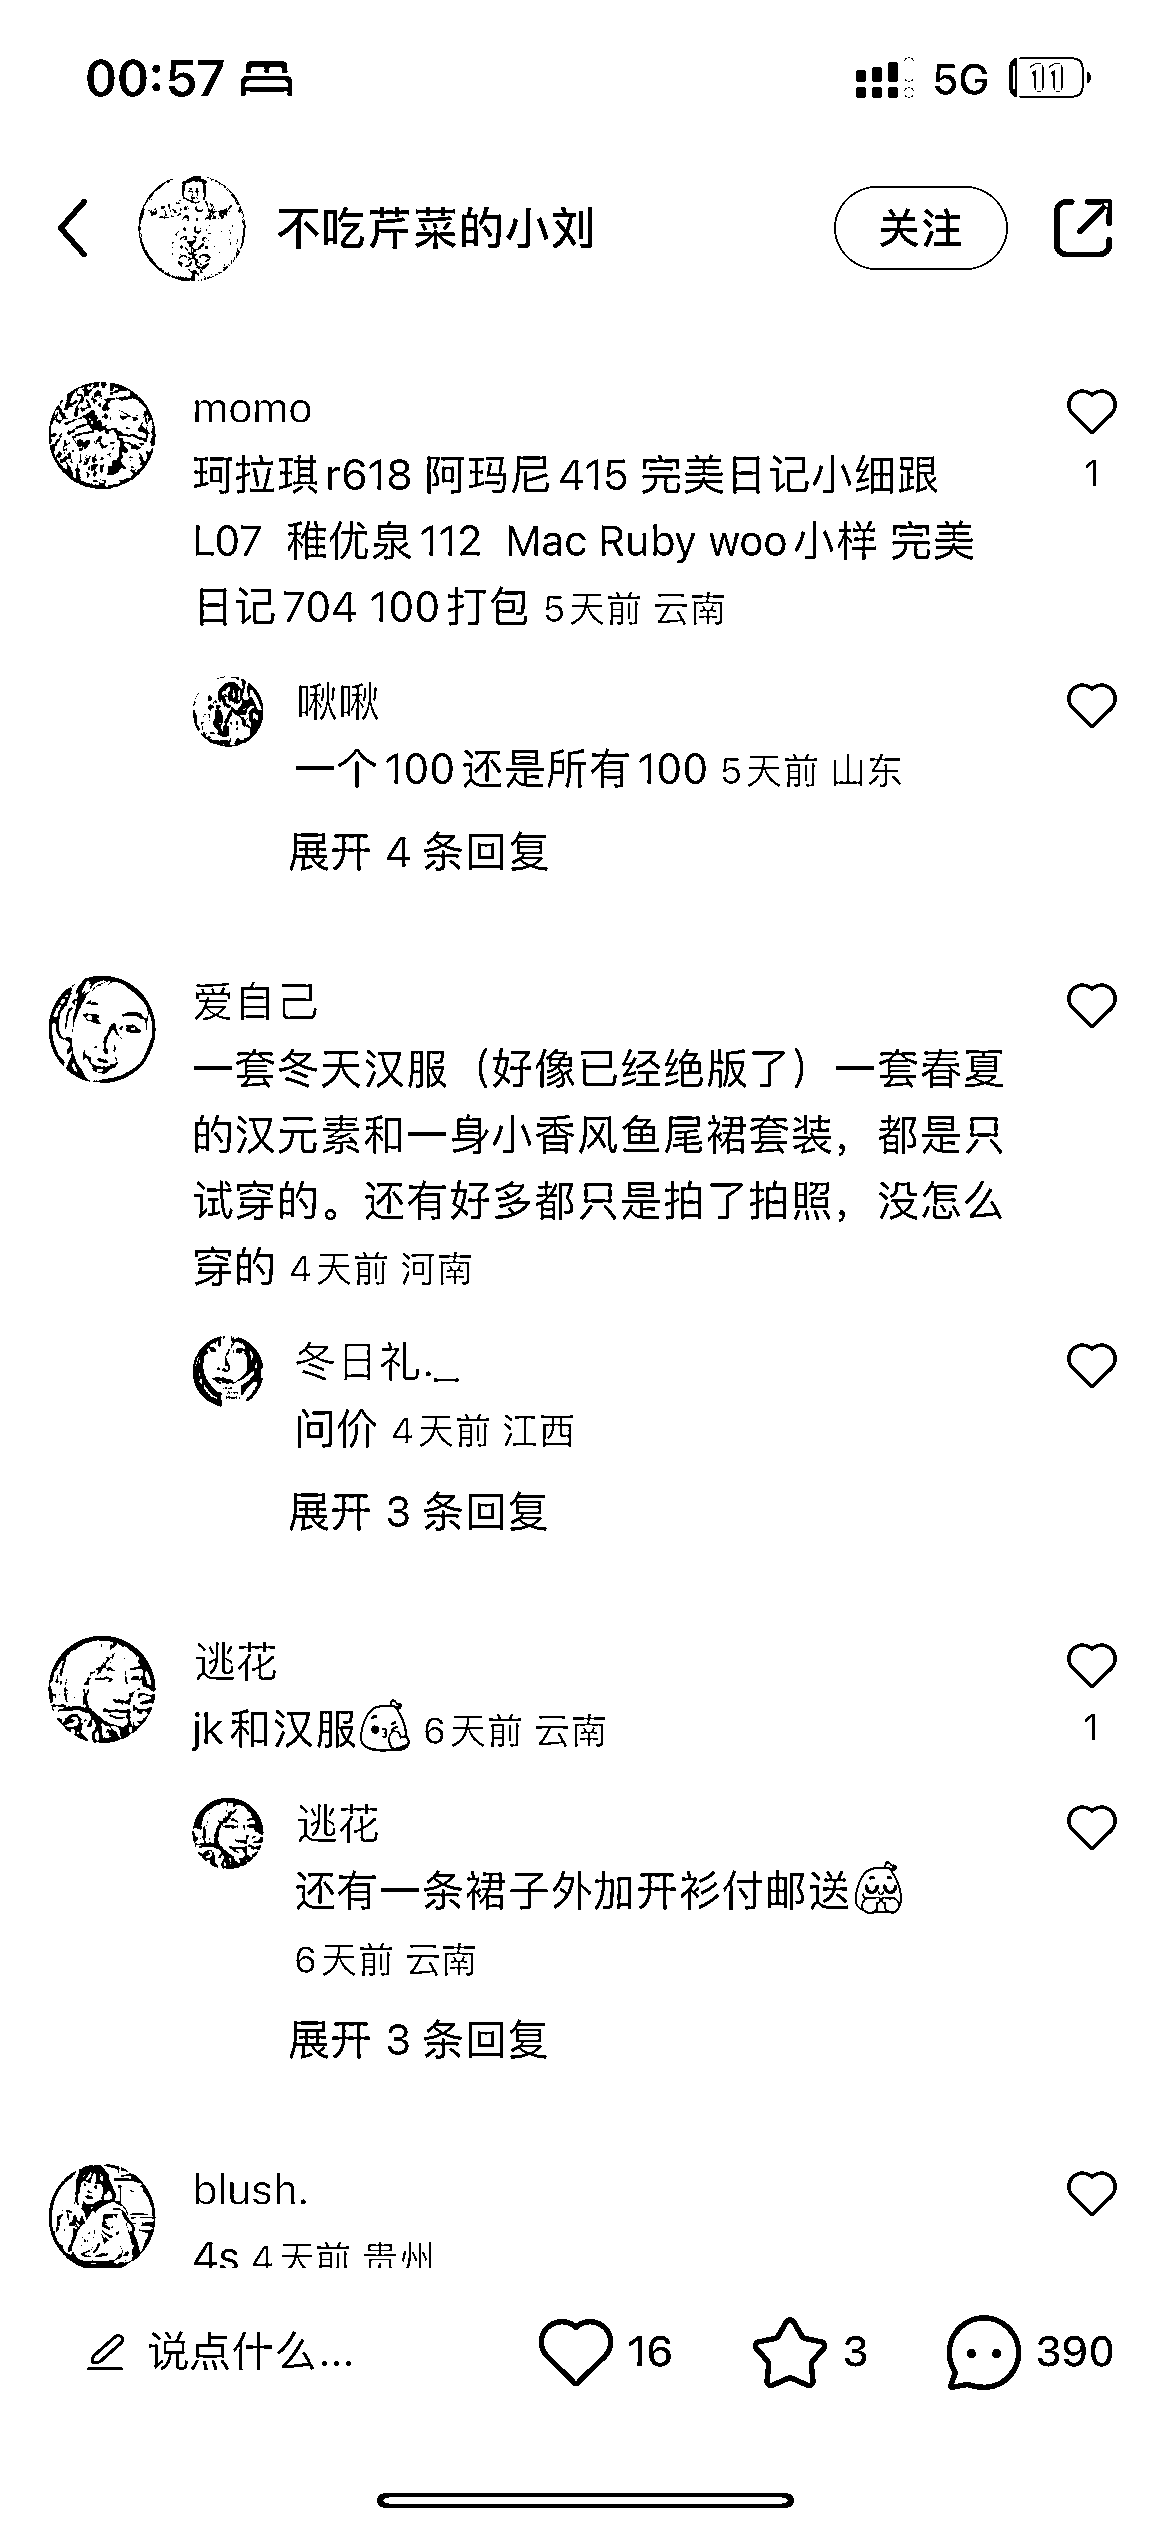 00:57 5G 11
不吃芹菜的小刘 关注
momo
珂拉琪r618 阿玛尼415 完美日记小细跟
1
L07 稚优泉112 Mac Ruby woo小样 完美
日记704 100打包 5天前 云南
啾啾
一个100还是所有100 5天前 山东
展开 4 条回复
爱自己
一套冬天汉服（好像已经绝版了）一套春夏
的汉元素和一身小香风鱼尾裙套装，都是只
试穿的。还有好多都只是拍了拍照，没怎么
穿的 4天前 河南
冬日礼._
问价 4天前 江西
展开 3 条回复
逃花
jk和汉服 6天前 云南
1
逃花
还有一条裙子外加开衫付邮送
6天前 云南
展开 3 条回复
blush.
4s 4天前 贵州
说点什么... 16 3 390